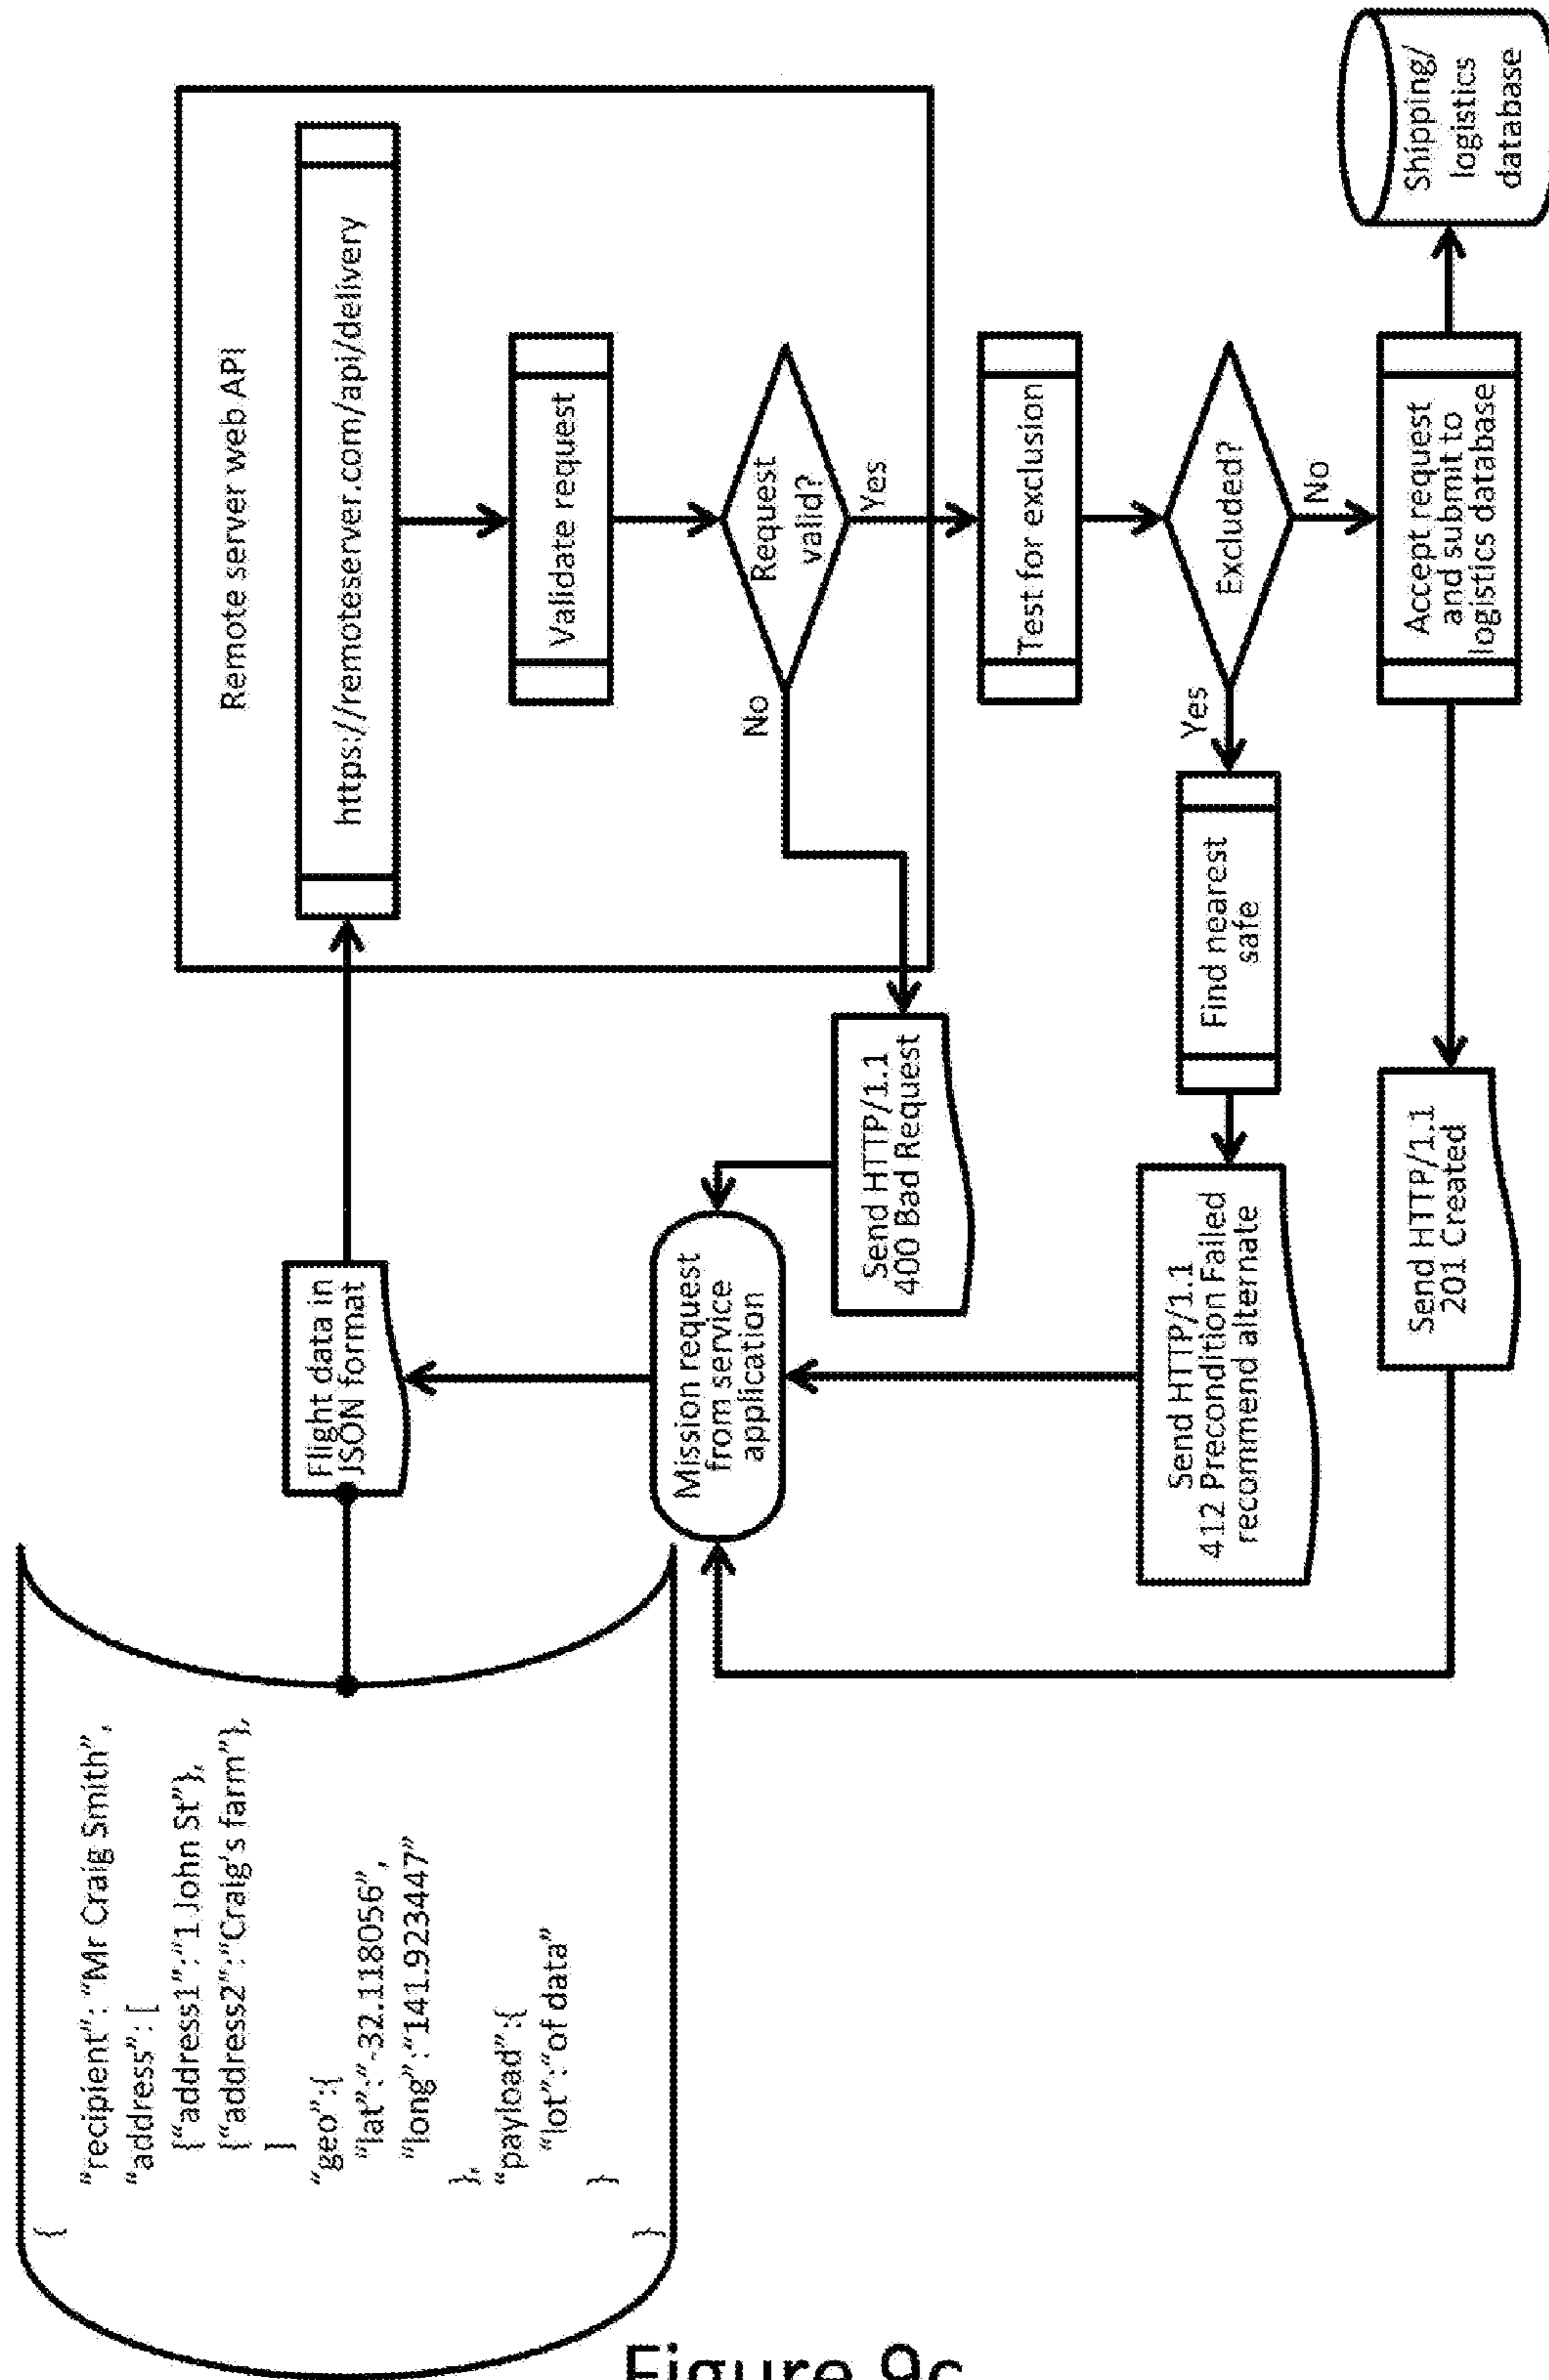 {
"recipient": "Mr Craig Smith",
"address": [
{"address1":"1 John St"},
{"address2":"Craig's farm"},
]
"geo":{
"lat":"-32.118056",
"long":"141.923447"
},
"payload":{
"lot":"of data"
}
}
Flight data in
JSON format
Remote server web API
https://remoteserver.com/api/delivery
Validate request
Request
valid?
No
Yes
Mission request
from service
application
Send HTTP/1.1
400 Bad Request
Test for exclusion
Excluded?
Yes
No
Find nearest
safe
Send HTTP/1.1
412 Precondition Failed
recommend alternate
Accept request
and submit to
logistics database
Send HTTP/1.1
201 Created
Shipping/
logistics
database
Figure 9c